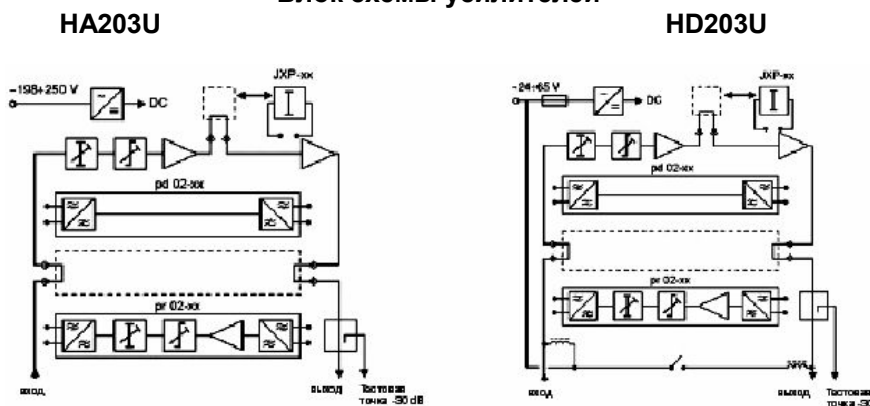 HA203U
HD203U
~198÷250 V
DC
JXP-xx
pd 02-xx
pr 02-xx
вход
выход
Тестовая
точка -30 dB
~24÷65 V
DC
JXP-xx
pd 02-xx
pr 02-xx
вход
выход
Тестовая
точка -30